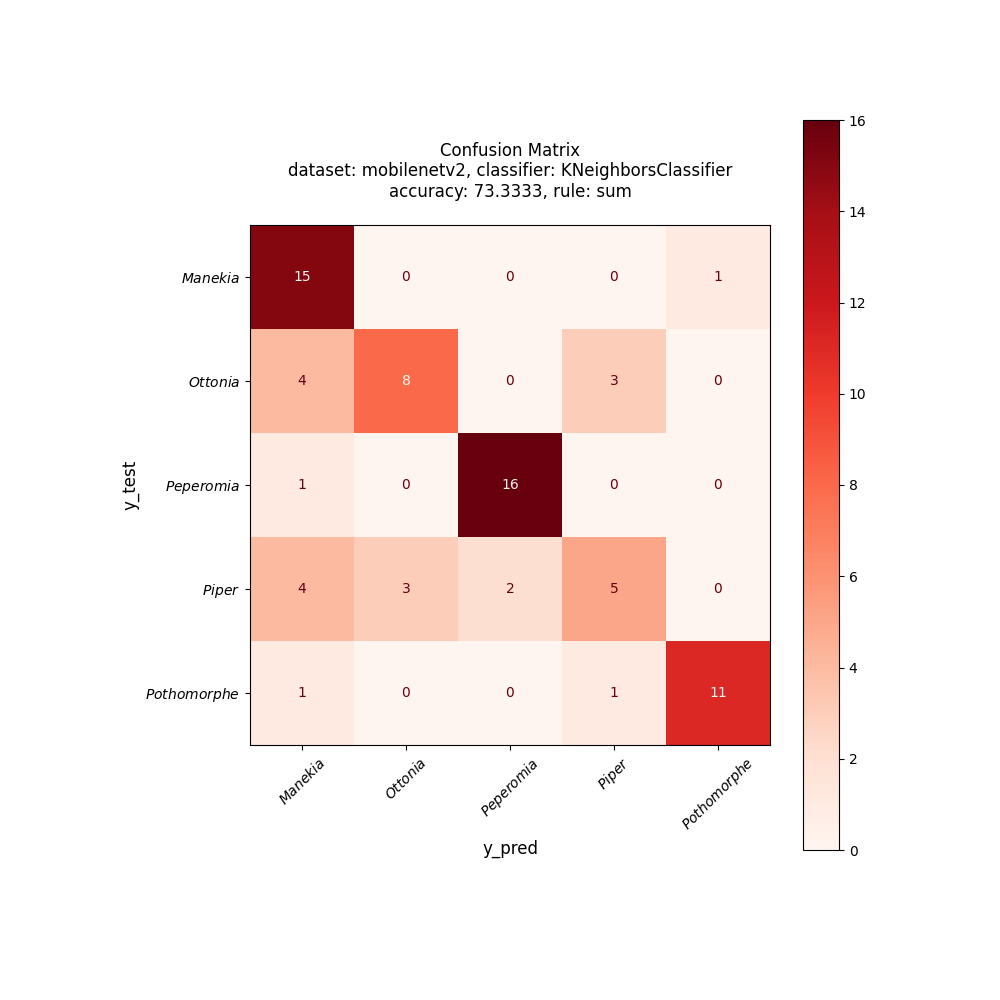 Confusion Matrix
dataset: mobilenetv2, classifier: KNeighborsClassifier
accuracy: 73.3333, rule: sum
y_test
Manekia 15 0 0 0 1
Ottonia 4 8 0 3 0
Peperomia 1 0 16 0 0
Piper 4 3 2 5 0
Pothomorphe 1 0 0 1 11
Manekia Ottonia Peperomia Piper Pothomorphe
y_pred
16
14
12
10
8
6
4
2
0